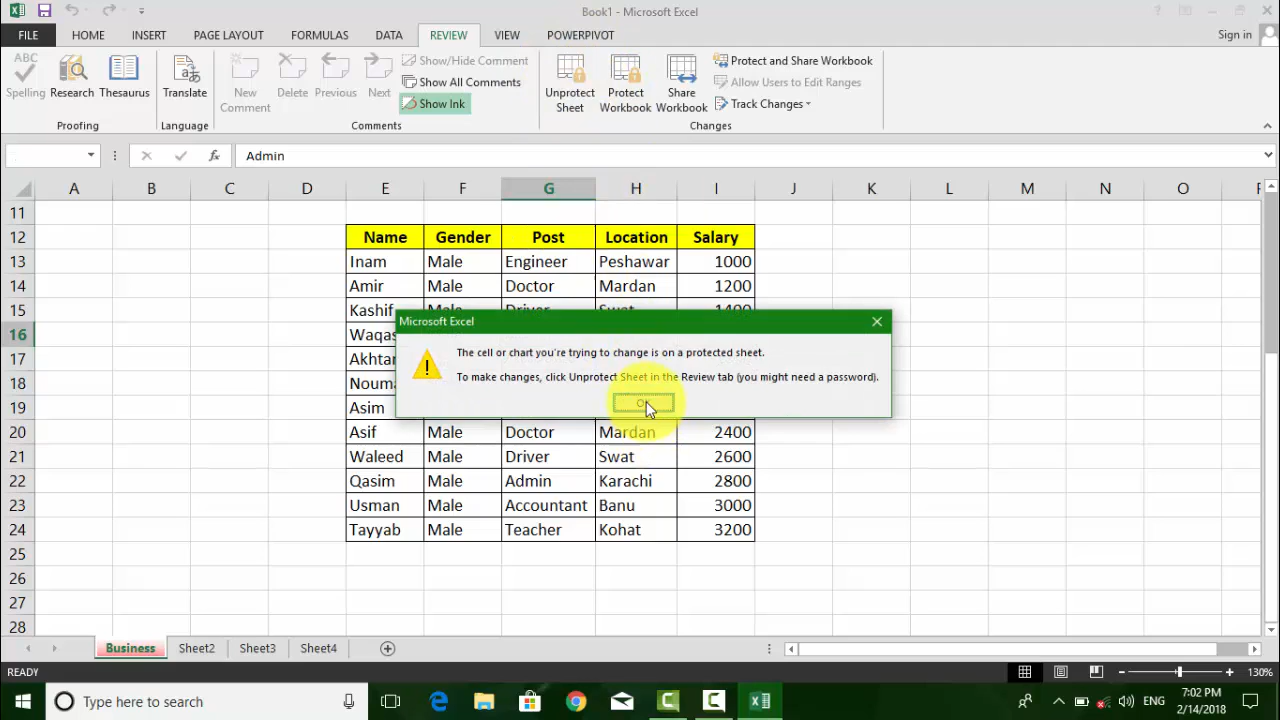 Book1 - Microsoft Excel
FILE HOME INSERT PAGE LAYOUT FORMULAS DATA REVIEW VIEW POWERPIVOT Sign in
ABC
Spelling Research Thesaurus
Translate
New Comment Delete Previous Next
Show/Hide Comment
Show All Comments
Show Ink
Unprotect Sheet Protect Workbook Share Workbook
Protect and Share Workbook
Allow Users to Edit Ranges
Track Changes
Proofing Language Comments Changes
fx Admin
A B C D E F G H I J K L M N O
11
12 Name Gender Post Location Salary
13 Inam Male Engineer Peshawar 1000
14 Amir Male Doctor Mardan 1200
15 Kashif Male Driver Swat 1400
16
17
18
19 Asim
Microsoft Excel
The cell or chart you're trying to change is on a protected sheet.
To make changes, click Unprotect Sheet in the Review tab (you might need a password).
OK
20 Asif Male Doctor Mardan 2400
21 Waleed Male Driver Swat 2600
22 Qasim Male Admin Karachi 2800
23 Usman Male Accountant Banu 3000
24 Tayyab Male Teacher Kohat 3200
25
26
27
28
Business Sheet2 Sheet3 Sheet4
READY 130%
Type here to search
ENG
7:02 PM
2/14/2018